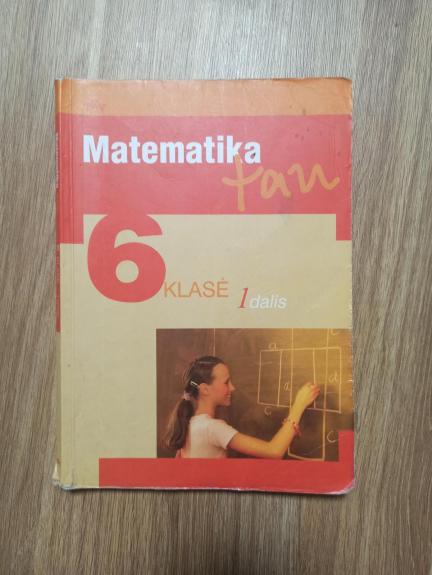 Matematika
tau
6
KLASĖ
1 dalis
a
a
d
c
c